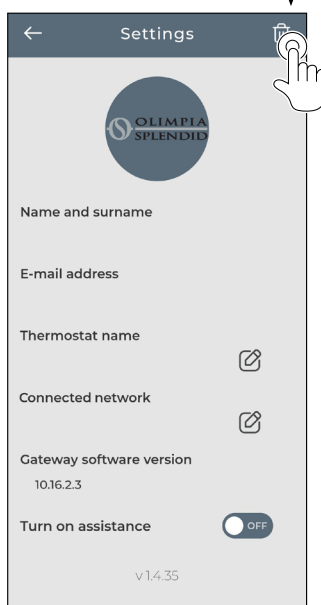 Settings
OLIMPIA
SPLENDID
Name and surname
E-mail address
Thermostat name
Connected network
Gateway software version
10.16.2.3
Turn on assistance
OFF
v 1.4.35